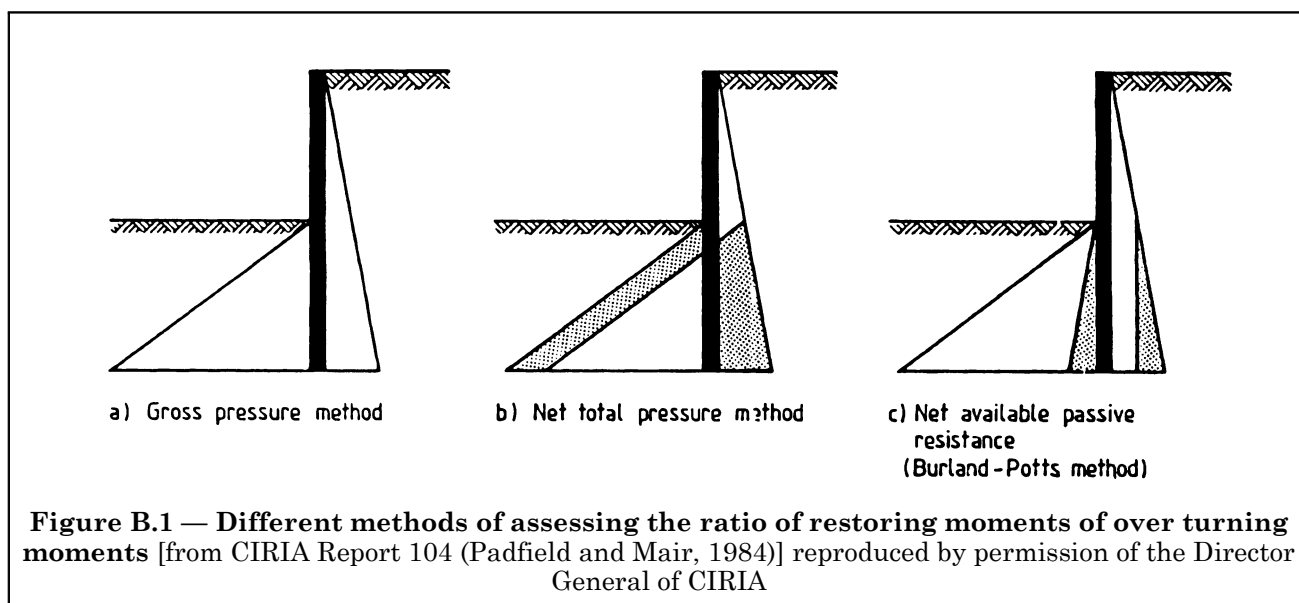 a) Gross pressure method
b) Net total pressure m?thod
c) Net available passive
resistance
(Burland-Potts method)
Figure B.1 — Different methods of assessing the ratio of restoring moments of over turning
moments [from CIRIA Report 104 (Padfield and Mair, 1984)] reproduced by permission of the Director
General of CIRIA